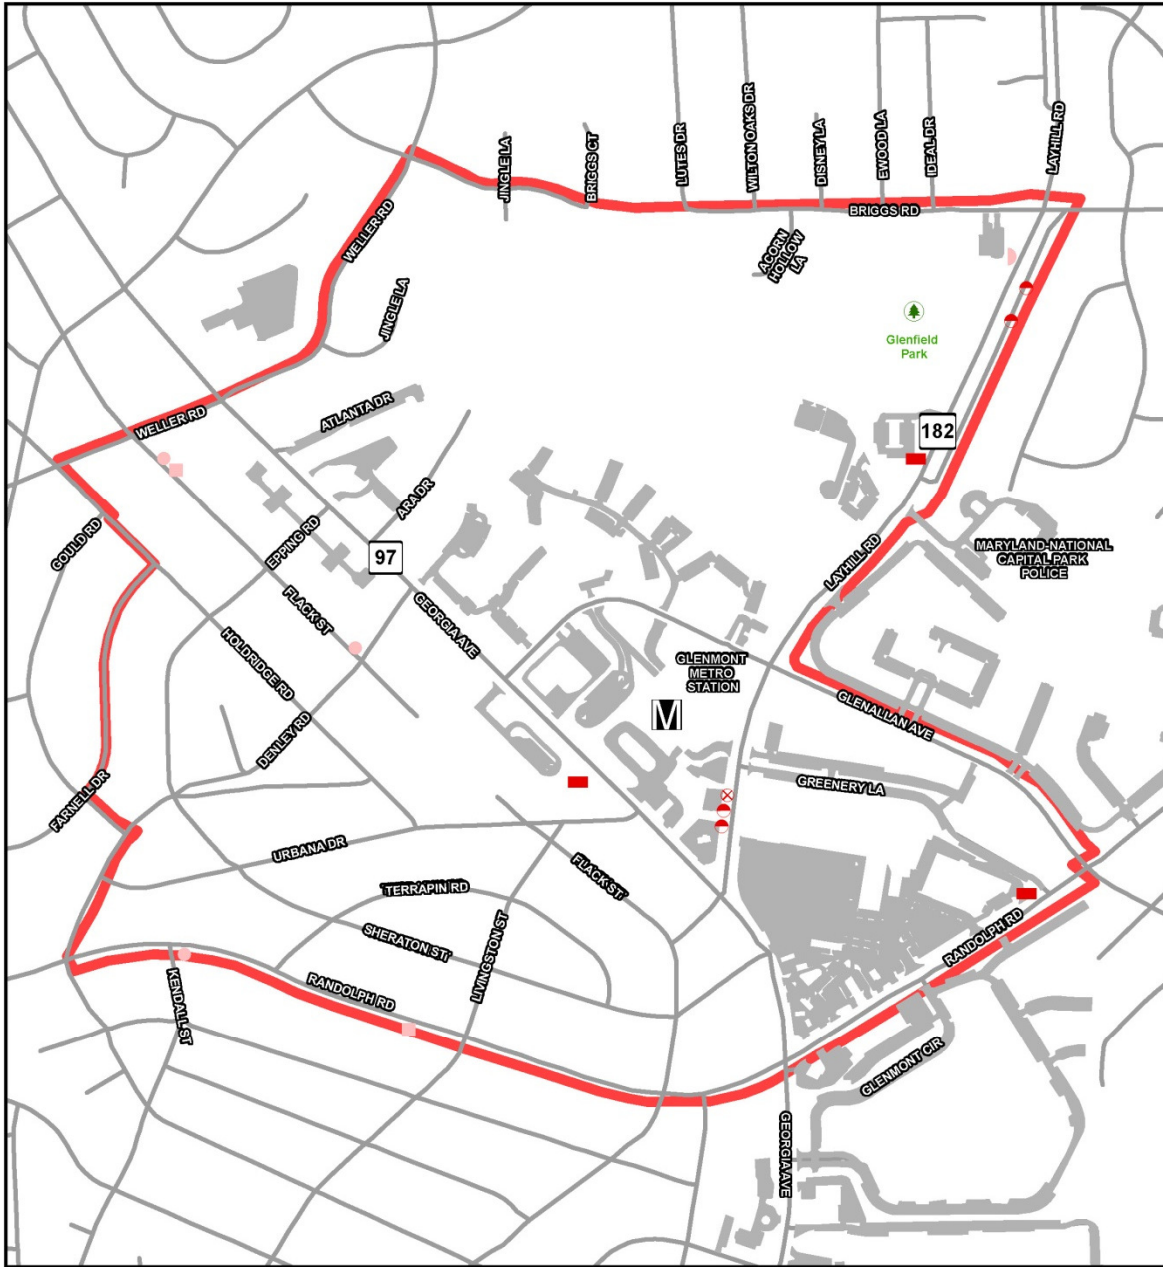 LAYHILL RD
JINGLE LA
BRIGGS CT
LUTES DR
WILTON OAKS DR
DISNEY LA
EWOOD LA
IDEAL DR
BRIGGS RD
WELLER RD
ACORN
HOLLOW
LA
JINGLE LA
Glenfield
Park
ATLANTA DR
WELLER RD
182
ARA DR
EPPING RD
GOULD RD
97
LAYHILL RD
MARYLAND-NATIONAL
CAPITAL PARK
POLICE
FLACK ST
GEORGIA AVE
HOLDRIDGE RD
GLENMONT
METRO
STATION
M
GLENALLAN AVE
DENLEY RD
GREENERY LA
FARNELL DR
URBANA DR
FLACK ST
TERRAPIN RD
SHERATON ST
LIVINGSTON ST
RANDOLPH RD
RANDOLPH RD
KENDALL ST
GLENMONT CIR
GEORGIA AVE